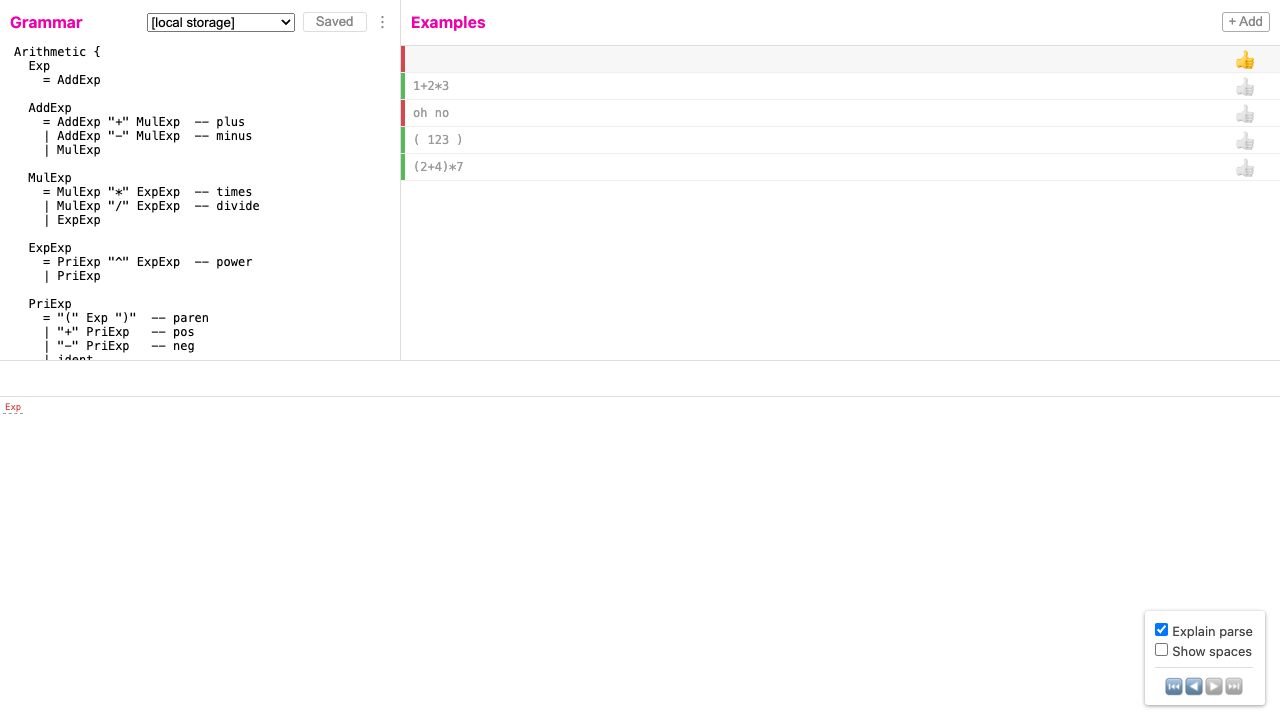 Grammar
[local storage]
Saved
Examples
+ Add
Arithmetic {
Exp
= AddExp
AddExp
= AddExp "+" MulExp -- plus
| AddExp "-" MulExp -- minus
| MulExp
MulExp
= MulExp "*" ExpExp -- times
| MulExp "/" ExpExp -- divide
| ExpExp
ExpExp
= PriExp "^" ExpExp -- power
| PriExp
PriExp
= "(" Exp ")" -- paren
| "+" PriExp -- pos
| "-" PriExp -- neg
| ident
1+2*3
oh no
( 123 )
(2+4)*7
Exp
Explain parse
Show spaces